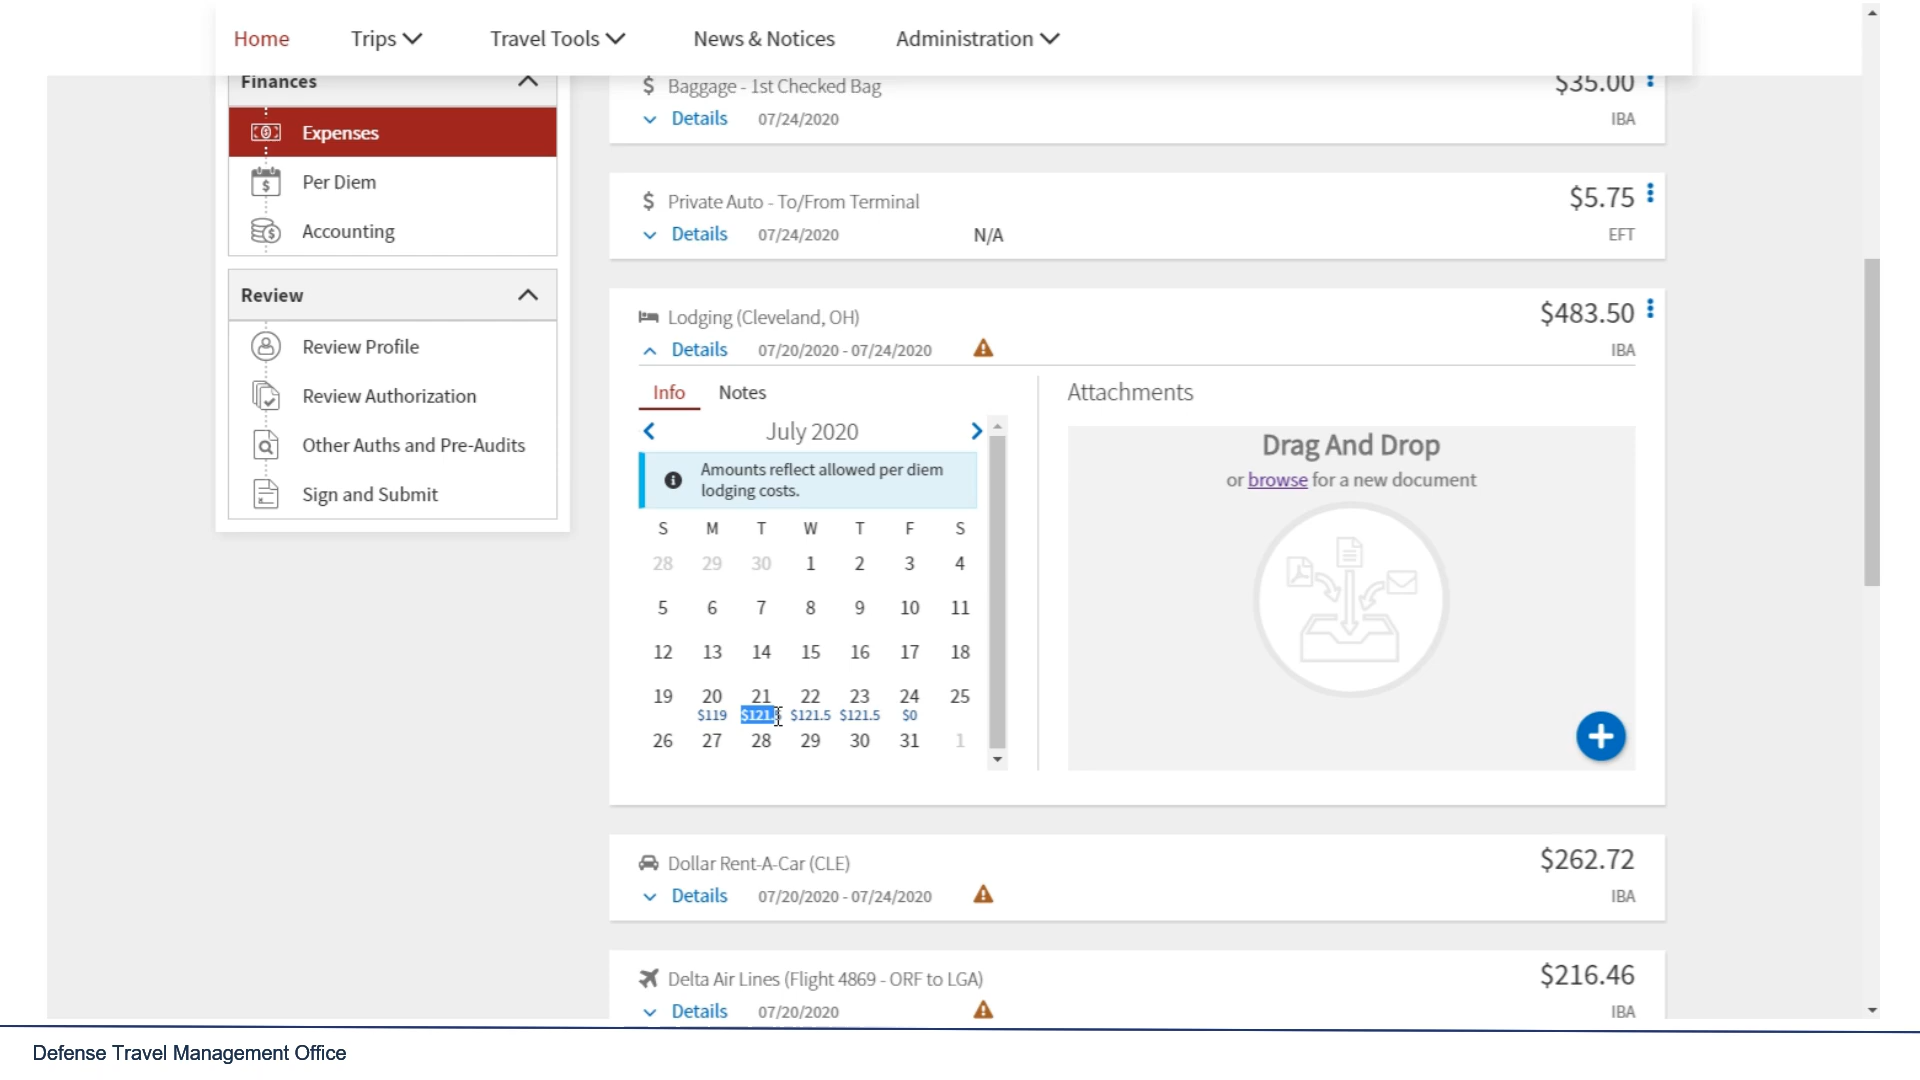 Home Trips Travel Tools News & Notices Administration
Finances
Expenses
Per Diem
Accounting
Review
Review Profile
Review Authorization
Other Auths and Pre-Audits
Sign and Submit
$ Baggage - 1st Checked Bag $35.00
Details 07/24/2020 IBA
$ Private Auto - To/From Terminal $5.75
Details 07/24/2020 N/A EFT
Lodging (Cleveland, OH) $483.50
Details 07/20/2020 - 07/24/2020 IBA
Info Notes
July 2020
Amounts reflect allowed per diem
lodging costs.
S M T W T F S
28 29 30 1 2 3 4
5 6 7 8 9 10 11
12 13 14 15 16 17 18
19 20 21 22 23 24 25
$119 $121.5 $121.5 $121.5 $0
26 27 28 29 30 31 1
Attachments
Drag And Drop
or browse for a new document
Dollar Rent-A-Car (CLE) $262.72
Details 07/20/2020 - 07/24/2020 IBA
Delta Air Lines (Flight 4869 - ORF to LGA) $216.46
Details 07/20/2020 IBA
Defense Travel Management Office